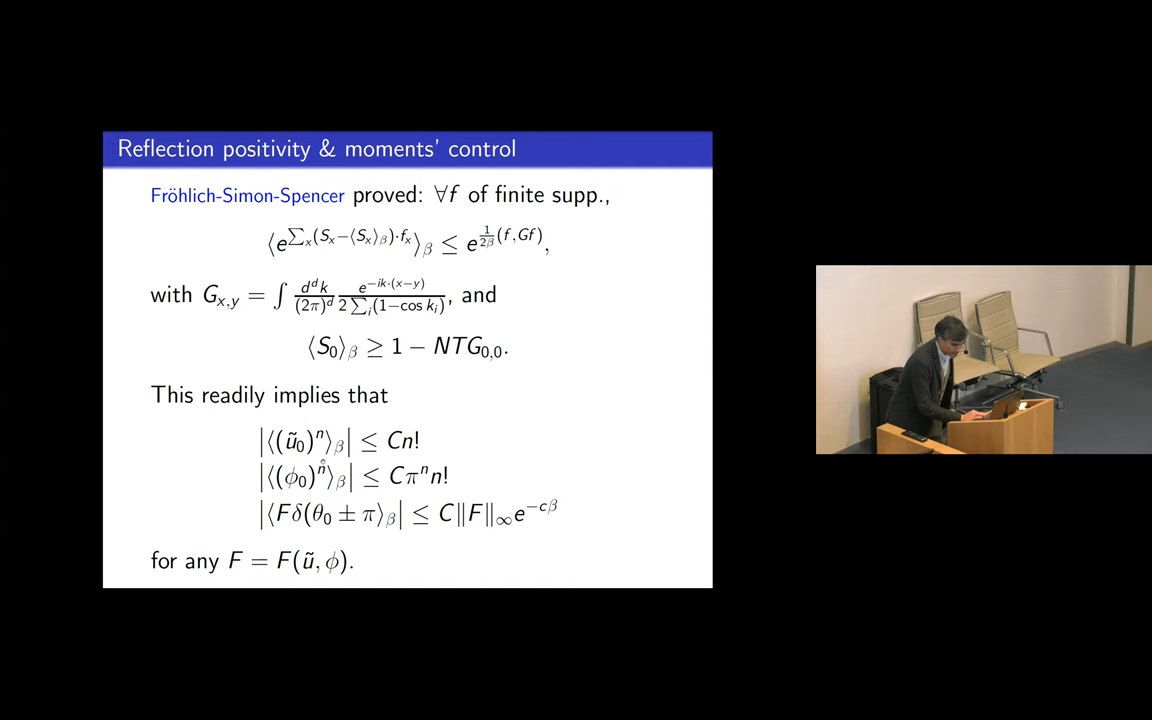 Reflection positivity & moments' control
Fröhlich-Simon-Spencer proved: ∀f of finite supp.,
⟨e^{∑_x(S_x−⟨S_x⟩_β)·f_x}⟩_β ≤ e^{\frac{1}{2β}(f,Gf)},
with G_{x,y} = ∫ \frac{d^d k}{(2π)^d} \frac{e^{−ik·(x−y)}}{2∑_i(1−cos k_i)}, and
⟨S_0⟩_β ≥ 1 − NTG_{0,0}.
This readily implies that
|⟨(ũ_0)^n⟩_β| ≤ Cn!
|⟨(ϕ_0)^n⟩_β| ≤ Cπ^n n!
|⟨Fδ(θ_0 ± π⟩_β| ≤ C‖F‖_∞ e^{−cβ}
for any F = F(ũ, ϕ).